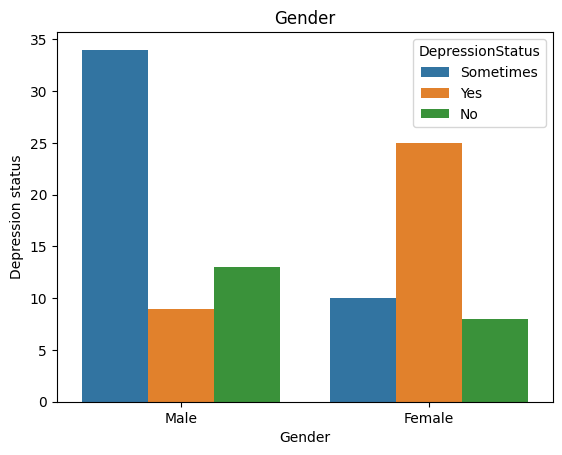 Gender
DepressionStatus
Sometimes
Yes
No
Depression status
35
30
25
20
15
10
5
0
Male
Female
Gender